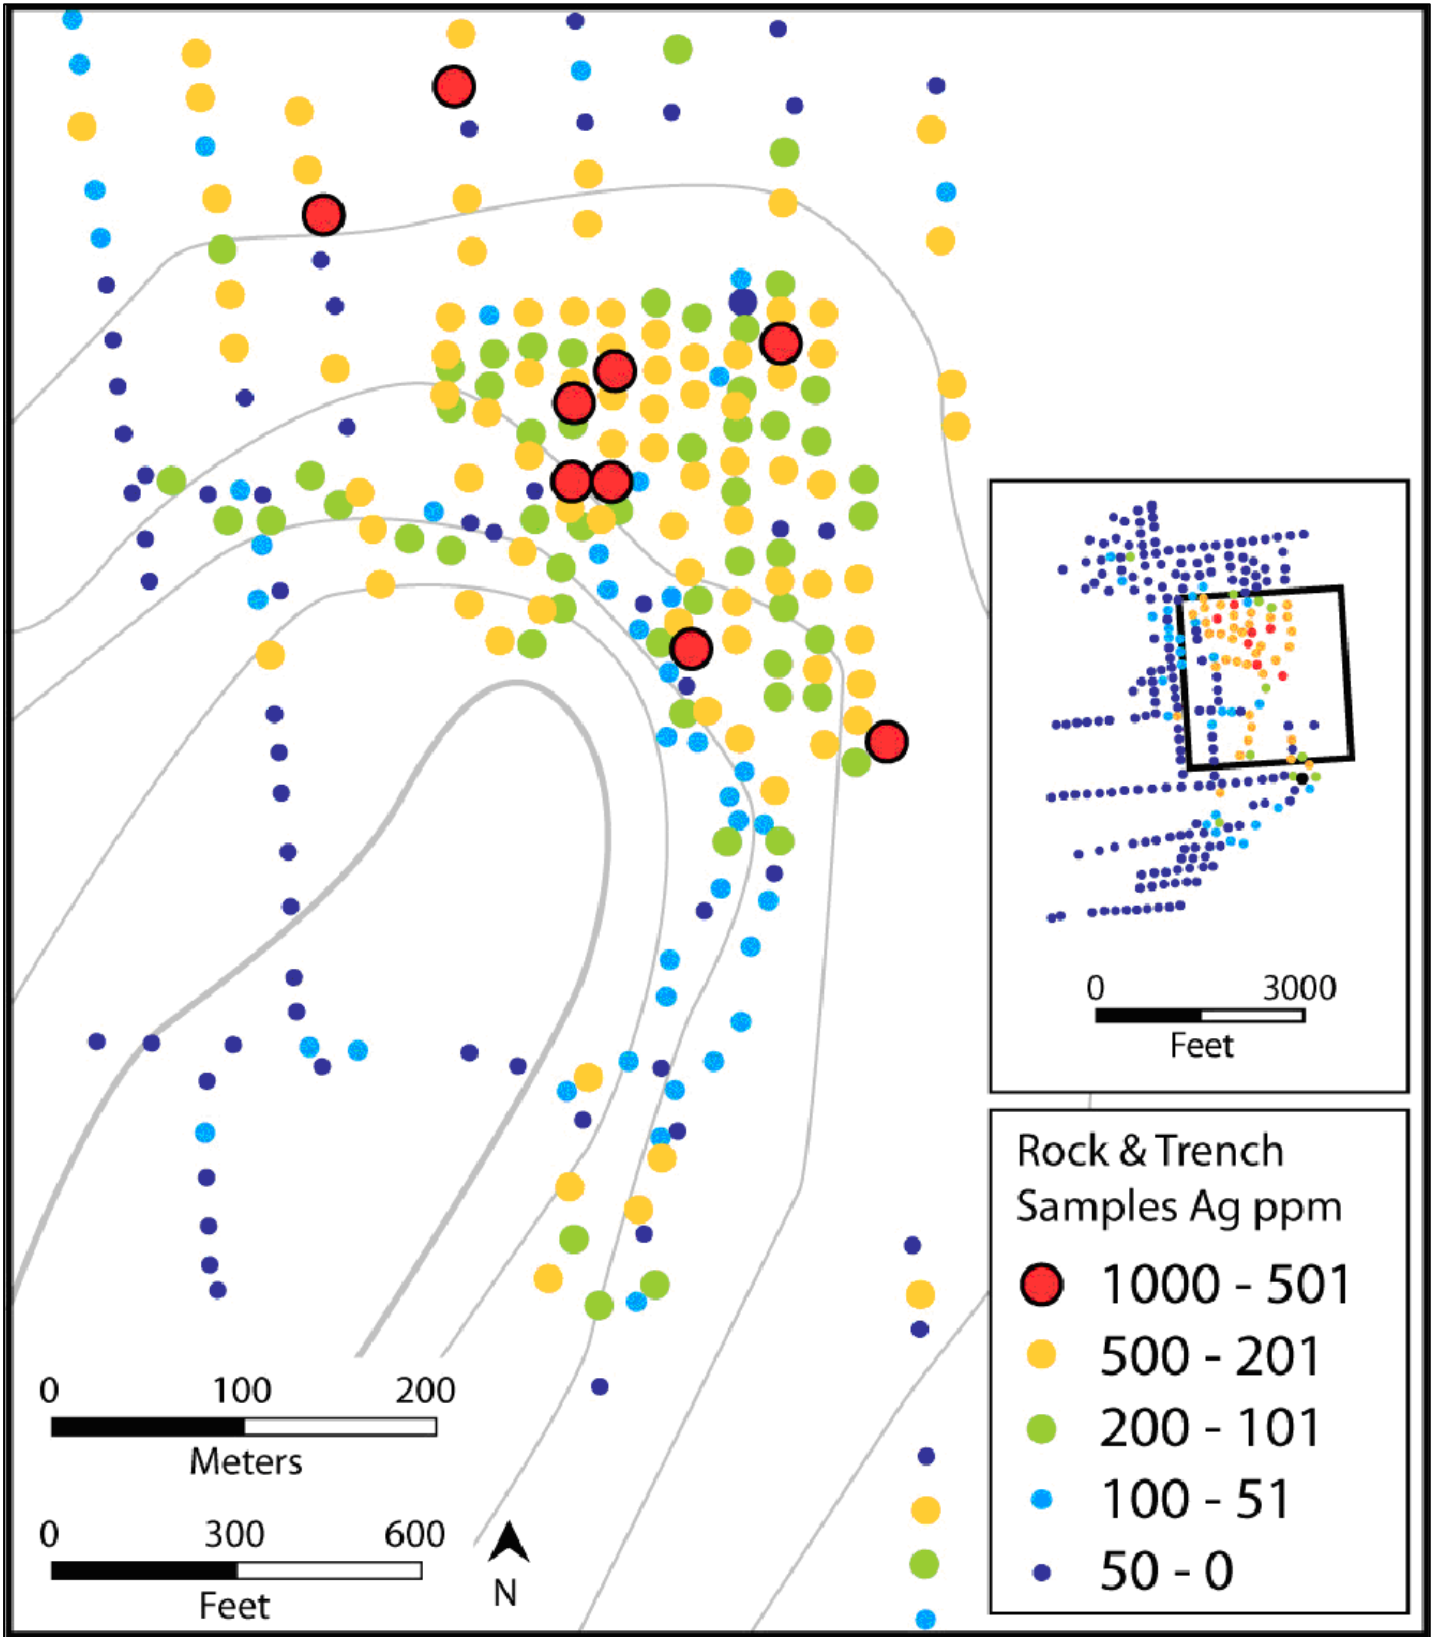 0 3000
Feet
Rock & Trench
Samples Ag ppm
1000 - 501
500 - 201
200 - 101
100 - 51
50 - 0
0 100 200
Meters
0 300 600
Feet
N